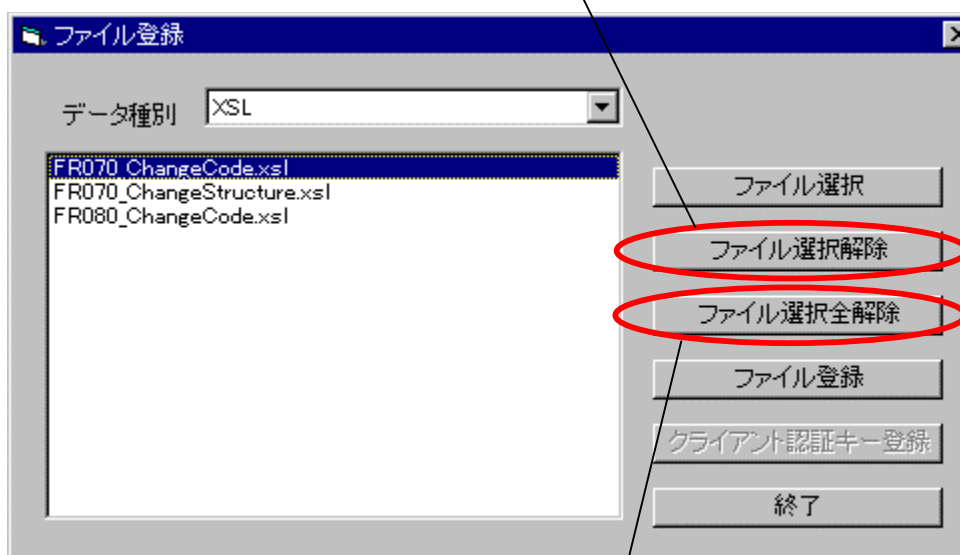 ファイル登録
データ種別 XSL
FR070_ChangeCode.xsl
FR070_ChangeStructure.xsl
FR080_ChangeCode.xsl
ファイル選択
ファイル選択解除
ファイル選択全解除
ファイル登録
クライアント認証キー登録
終了